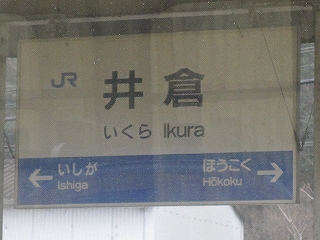 JR
井倉
いくら Ikura
← いしが ほうこく →
Ishiga Hōkoku